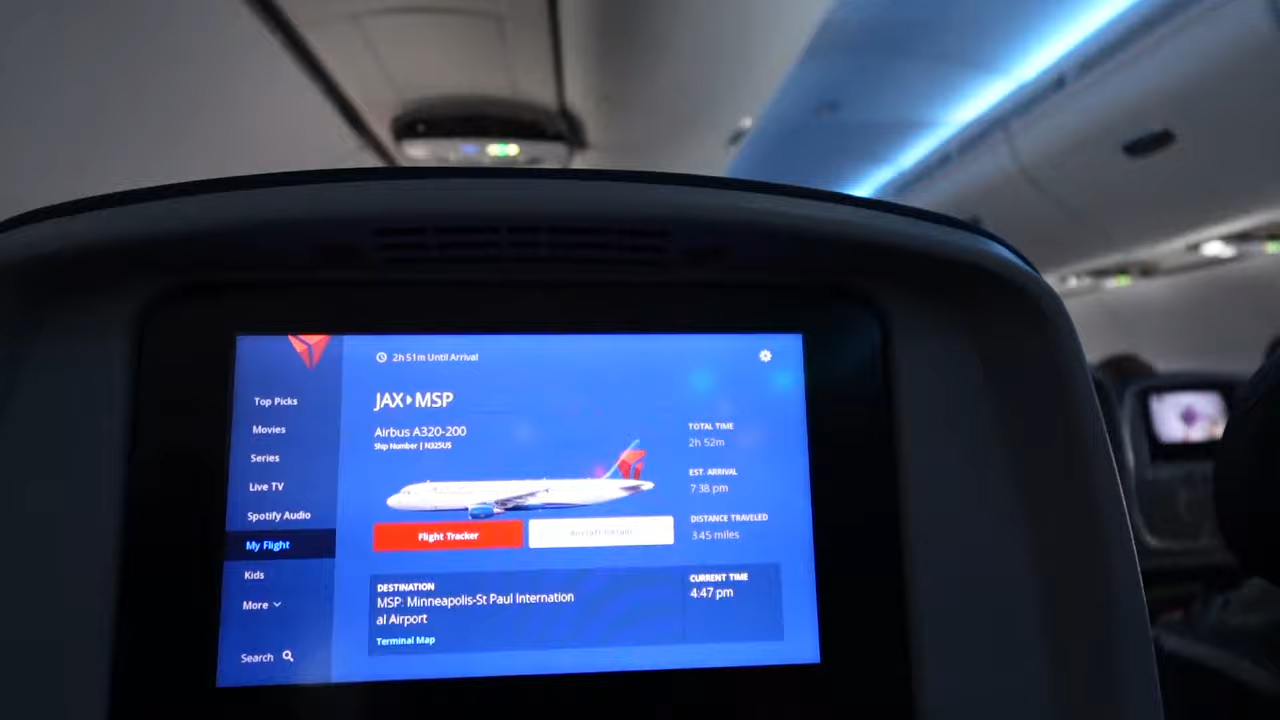 2h 51m Until Arrival
JAX MSP
Airbus A320-200
Ship Number | N325US
Top Picks
Movies
Series
Live TV
Spotify Audio
My Flight
Kids
More
Search
TOTAL TIME
2h 52m
EST. ARRIVAL
7:38 pm
DISTANCE TRAVELED
345 miles
Flight Tracker
Aircraft Details
DESTINATION
MSP: Minneapolis-St Paul Internation
al Airport
Terminal Map
CURRENT TIME
4:47 pm